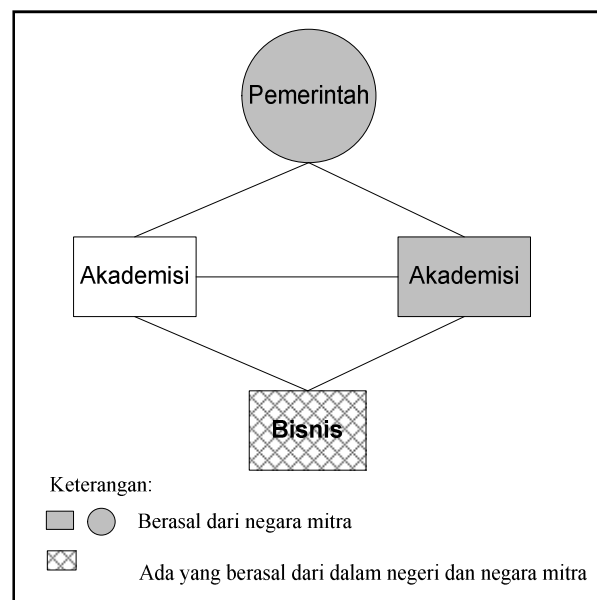 Pemerintah
Akademisi
Akademisi
Bisnis
Keterangan:
Berasal dari negara mitra
Ada yang berasal dari dalam negeri dan negara mitra